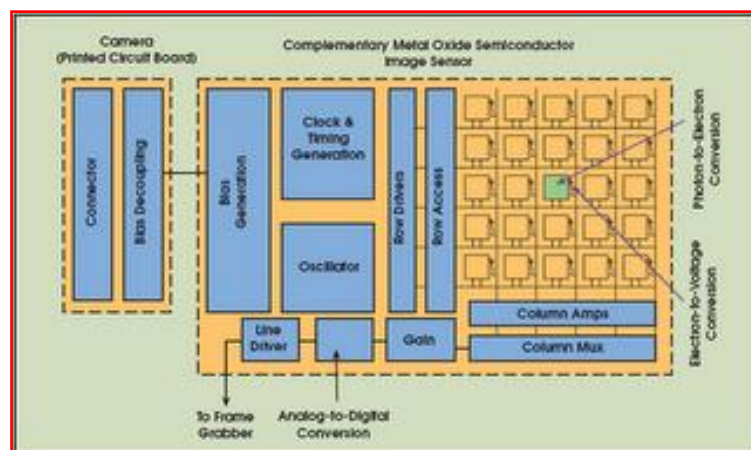 Camera
(Printed Circuit Board)
Complementary Metal Oxide Semiconductor
Image Sensor
Connector
Bias Decoupling
Bias
Generation
Clock &
Timing
Generation
Oscillator
Row Drivers
Row Access
Photon-to-Electron
Conversion
Electron-to-Voltage
Conversion
Column Amps
Column Mux
Gain
Line
Driver
To Frame
Grabber
Analog-to-Digital
Conversion